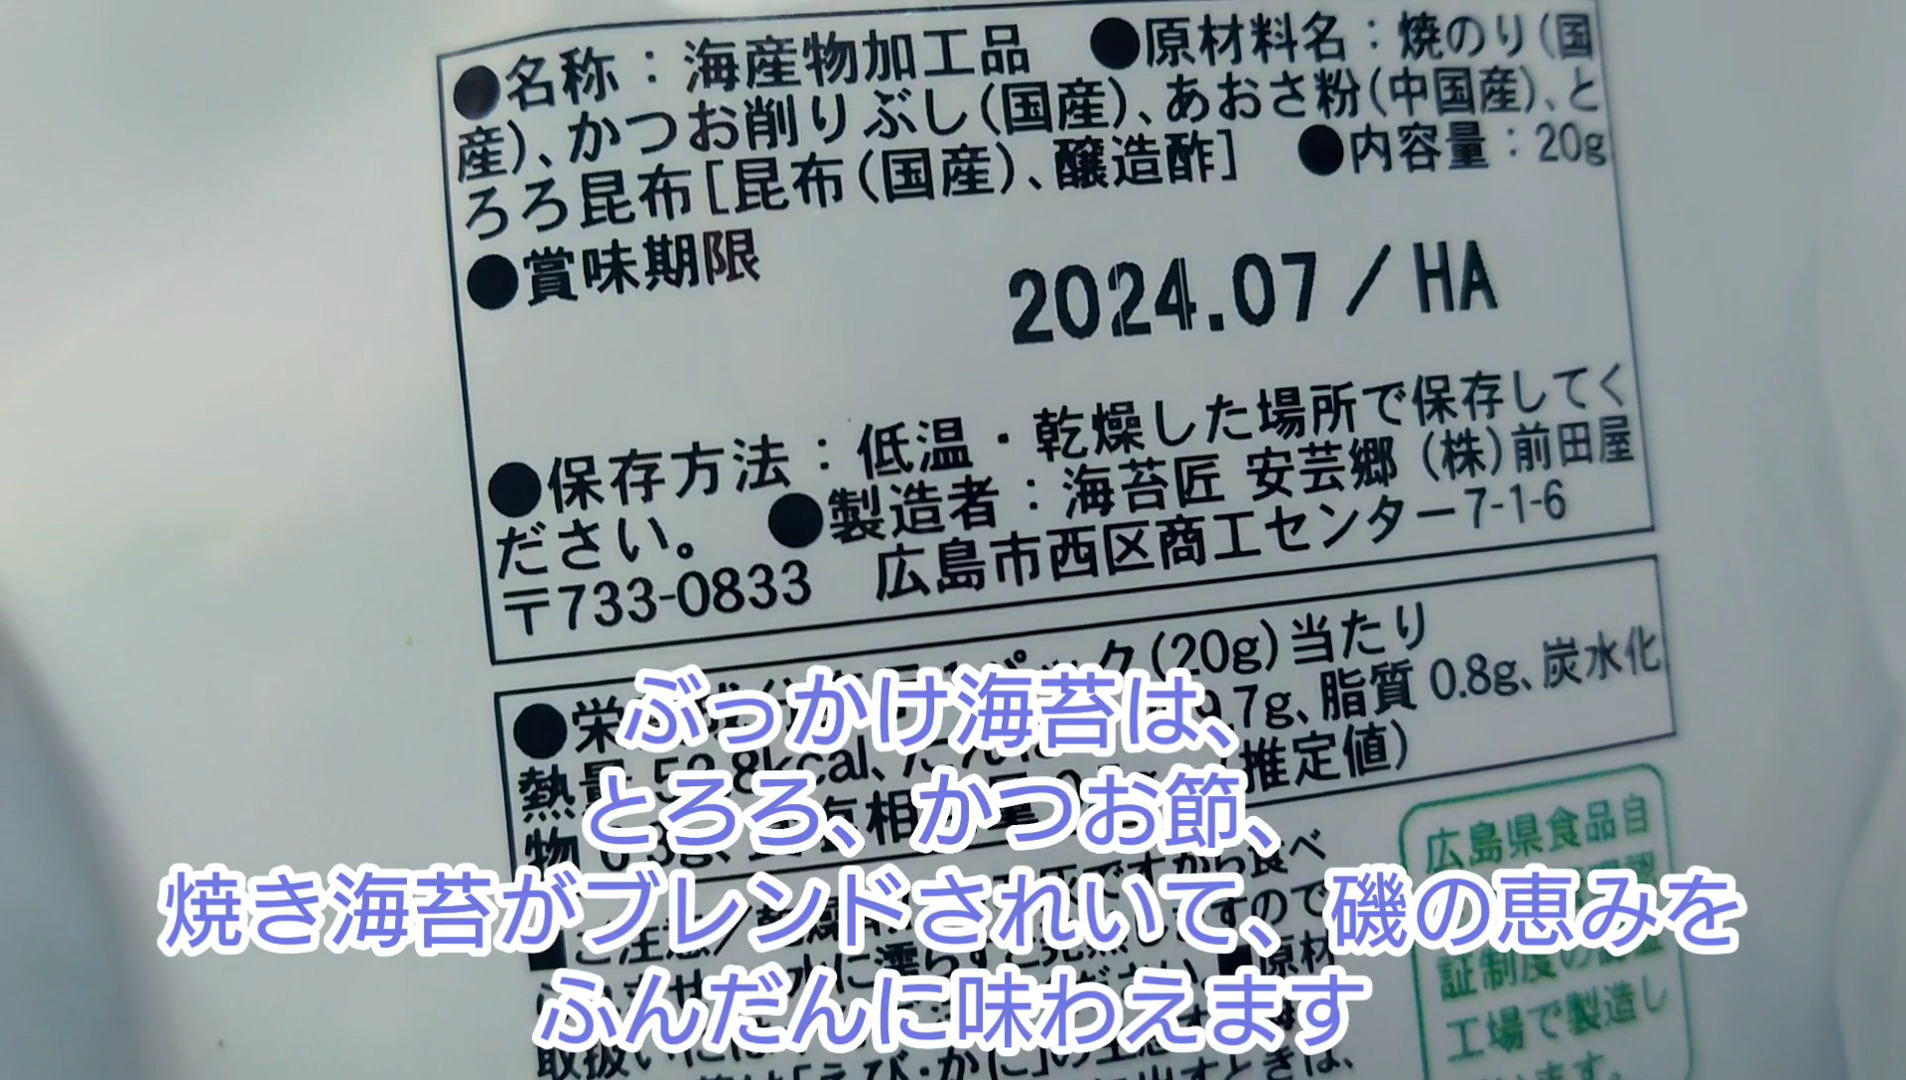 ●名称：海産物加工品　●原材料名：焼のり(国
産)、かつお削りぶし(国産)、あおさ粉(中国産)、と
ろろ昆布[昆布(国産)、醸造酢]　●内容量：20g
●賞味期限
2024.07/HA
●保存方法：低温・乾燥した場所で保存してく
ださい。　●製造者：海苔匠 安芸郷 (株)前田屋
〒733-0833　広島市西区商工センター7-1-6
(20g)当たり
9.7g、脂質 0.8g、炭水化
推定値)
ぶっかけ海苔は、
とろろ、かつお節、
焼き海苔がブレンドされいて、磯の恵みを
ふんだんに味わえます
広島県食品自
工場で製造し